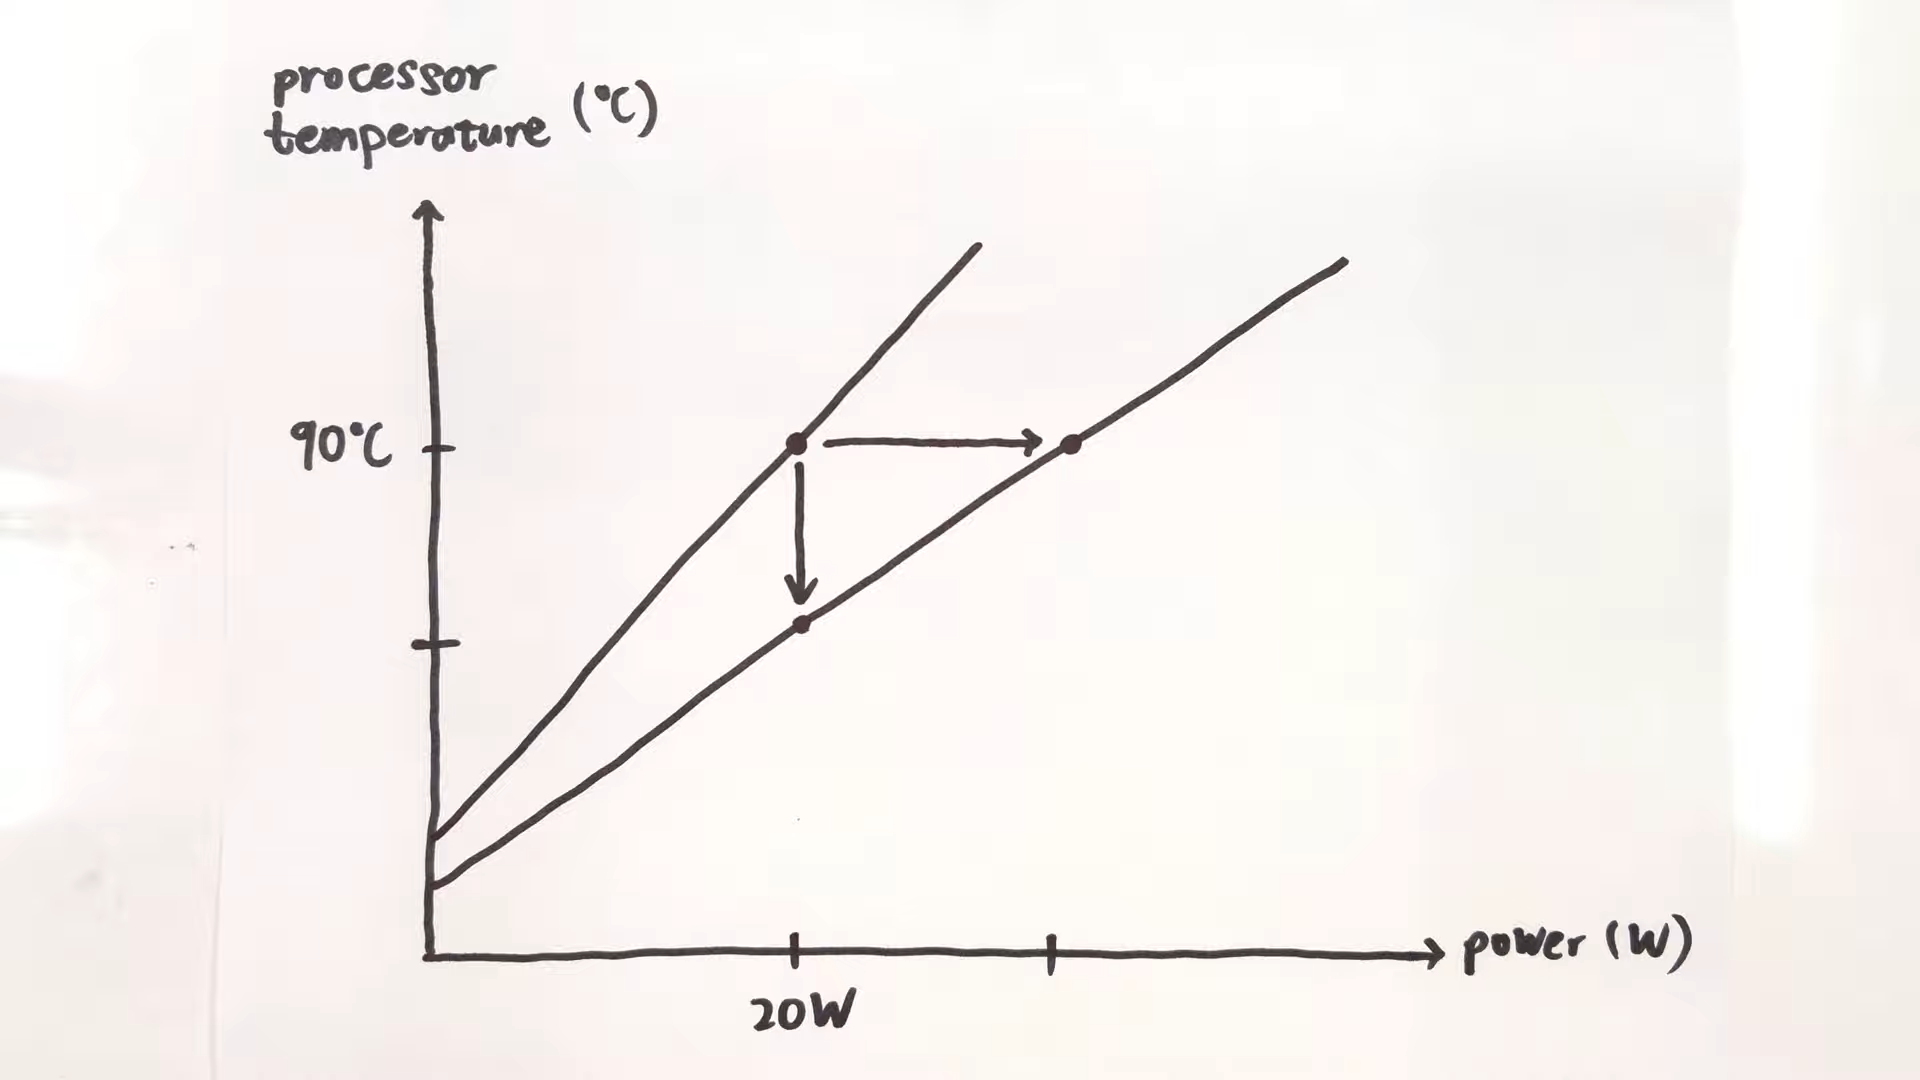 processor
temperature (°C)
90°C
20W
power (W)